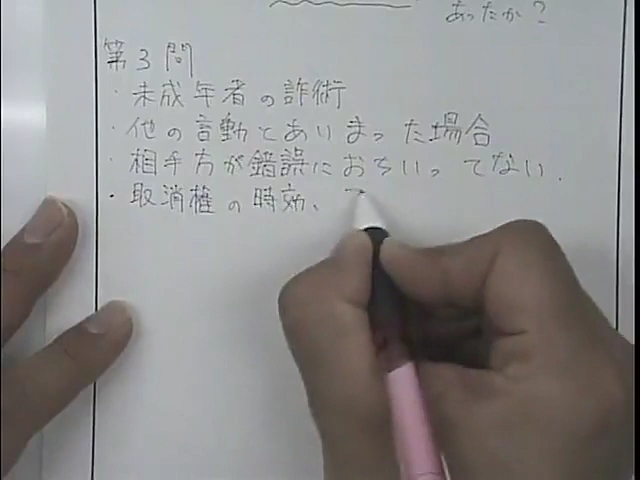 あったか?
第3問
・未成年者の詐術
・他の言動とあいまった場合
・相手方が錯誤におちいってない.
・取消権の時効、